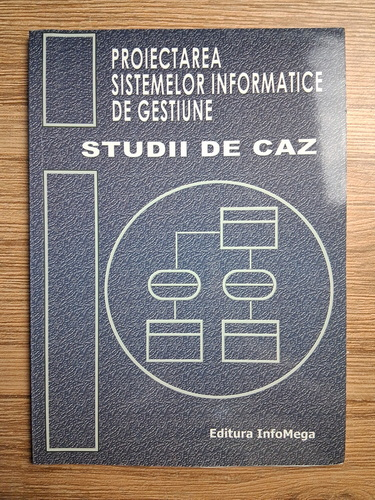 PROIECTAREA
SISTEMELOR INFORMATICE
DE GESTIUNE
STUDII DE CAZ
Editura InfoMega